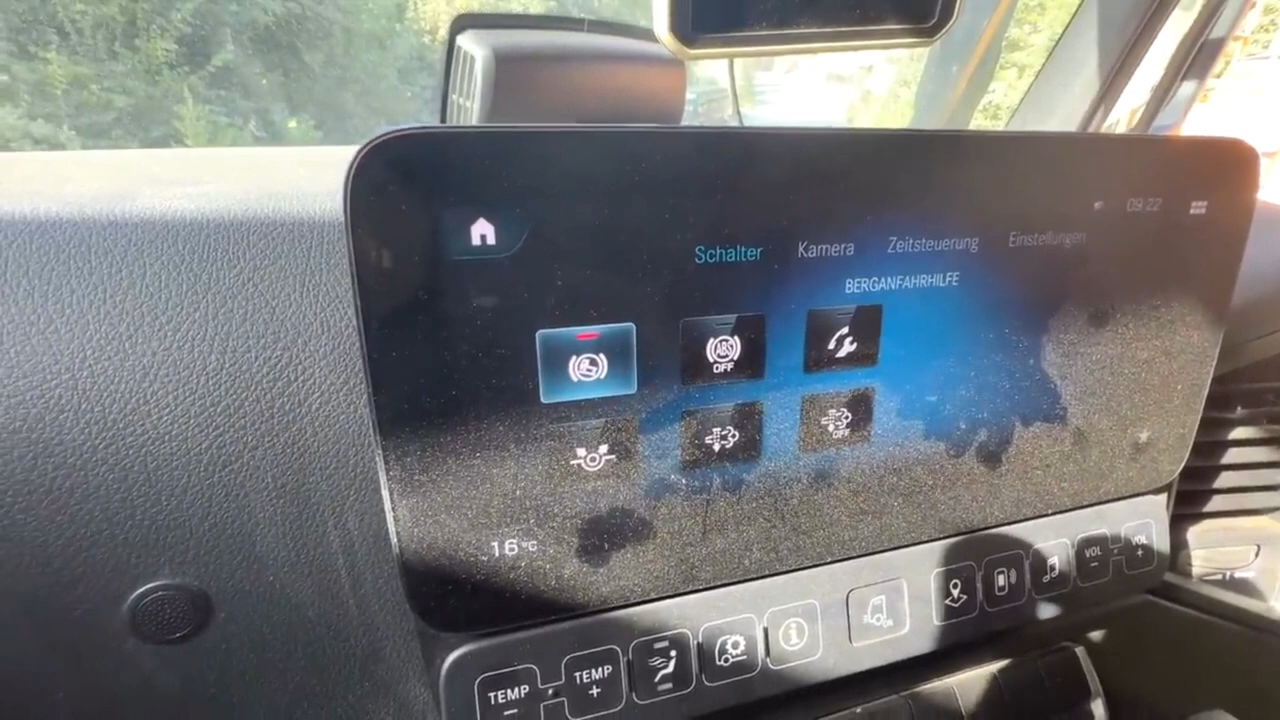 09:22
Schalter Kamera Zeitsteuerung Einstellungen
BERGANFAHRHILFE
ABS
OFF
OFF
16°C
TEMP
−
TEMP
+
VOL
−
VOL
+